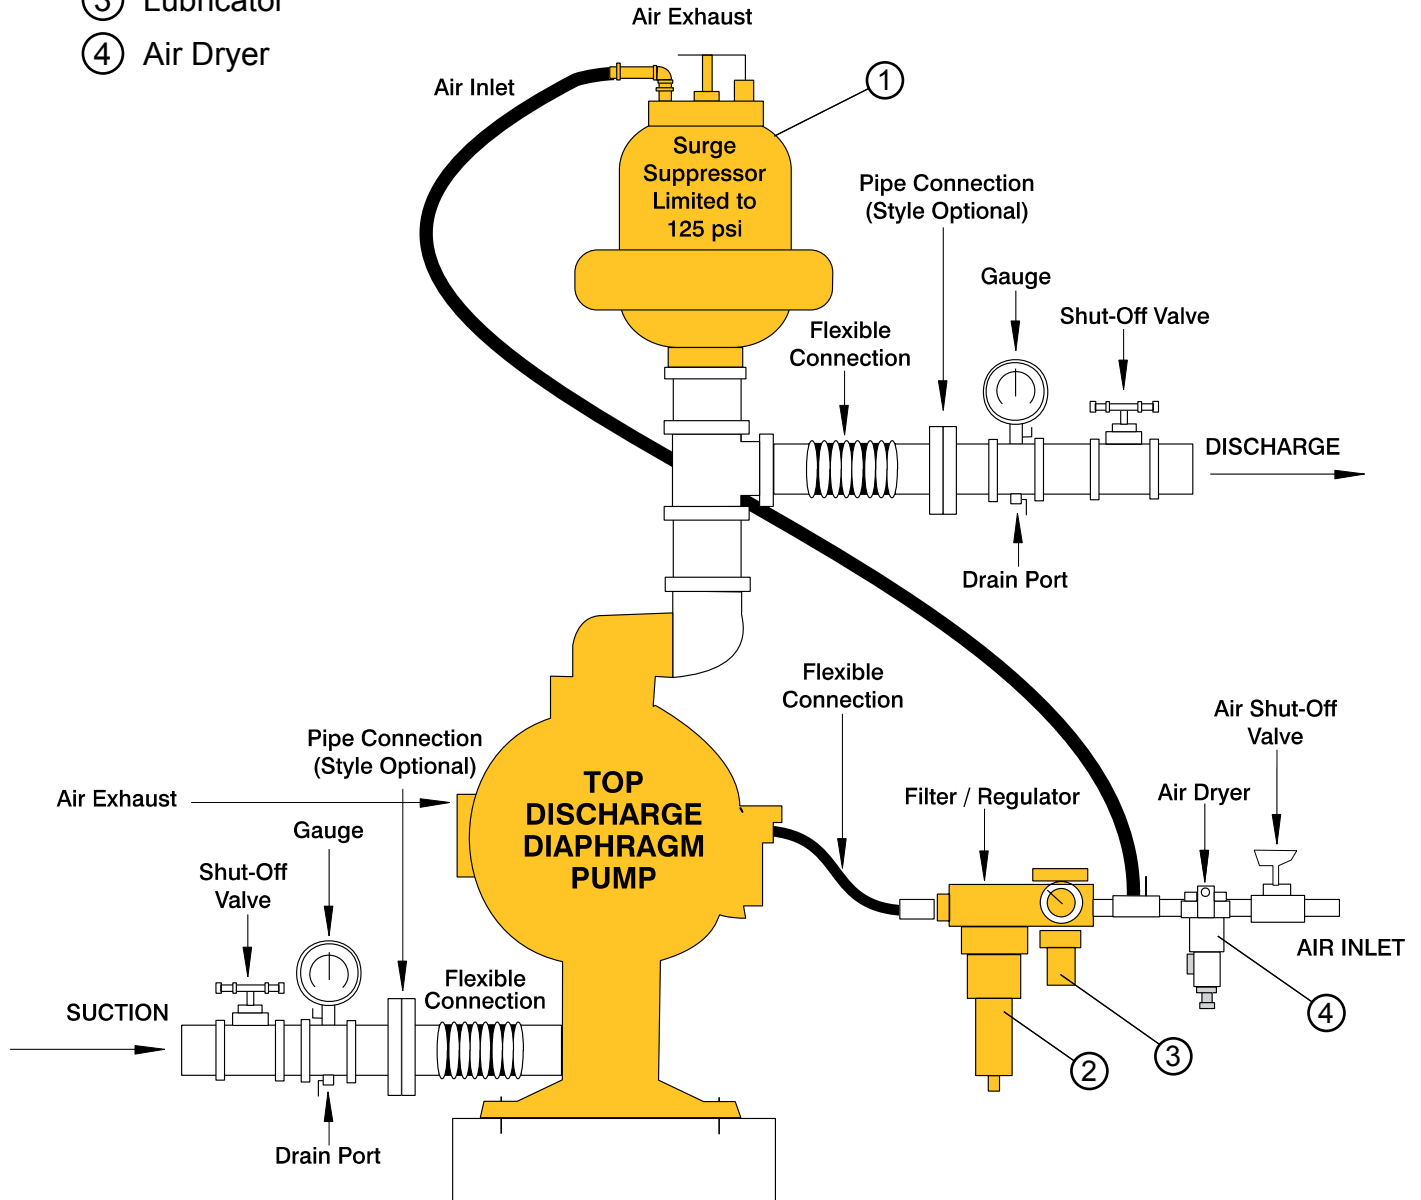 3 Lubricator
4 Air Dryer
Air Exhaust
Air Inlet
1
Surge
Suppressor
Limited to
125 psi
Pipe Connection
(Style Optional)
Gauge
Shut-Off Valve
Flexible
Connection
DISCHARGE
Drain Port
Flexible
Connection
Air Shut-Off
Valve
Pipe Connection
(Style Optional)
Air Exhaust
TOP
DISCHARGE
DIAPHRAGM
PUMP
Filter / Regulator
Air Dryer
Gauge
Shut-Off
Valve
AIR INLET
Flexible
Connection
SUCTION
4
3
2
Drain Port